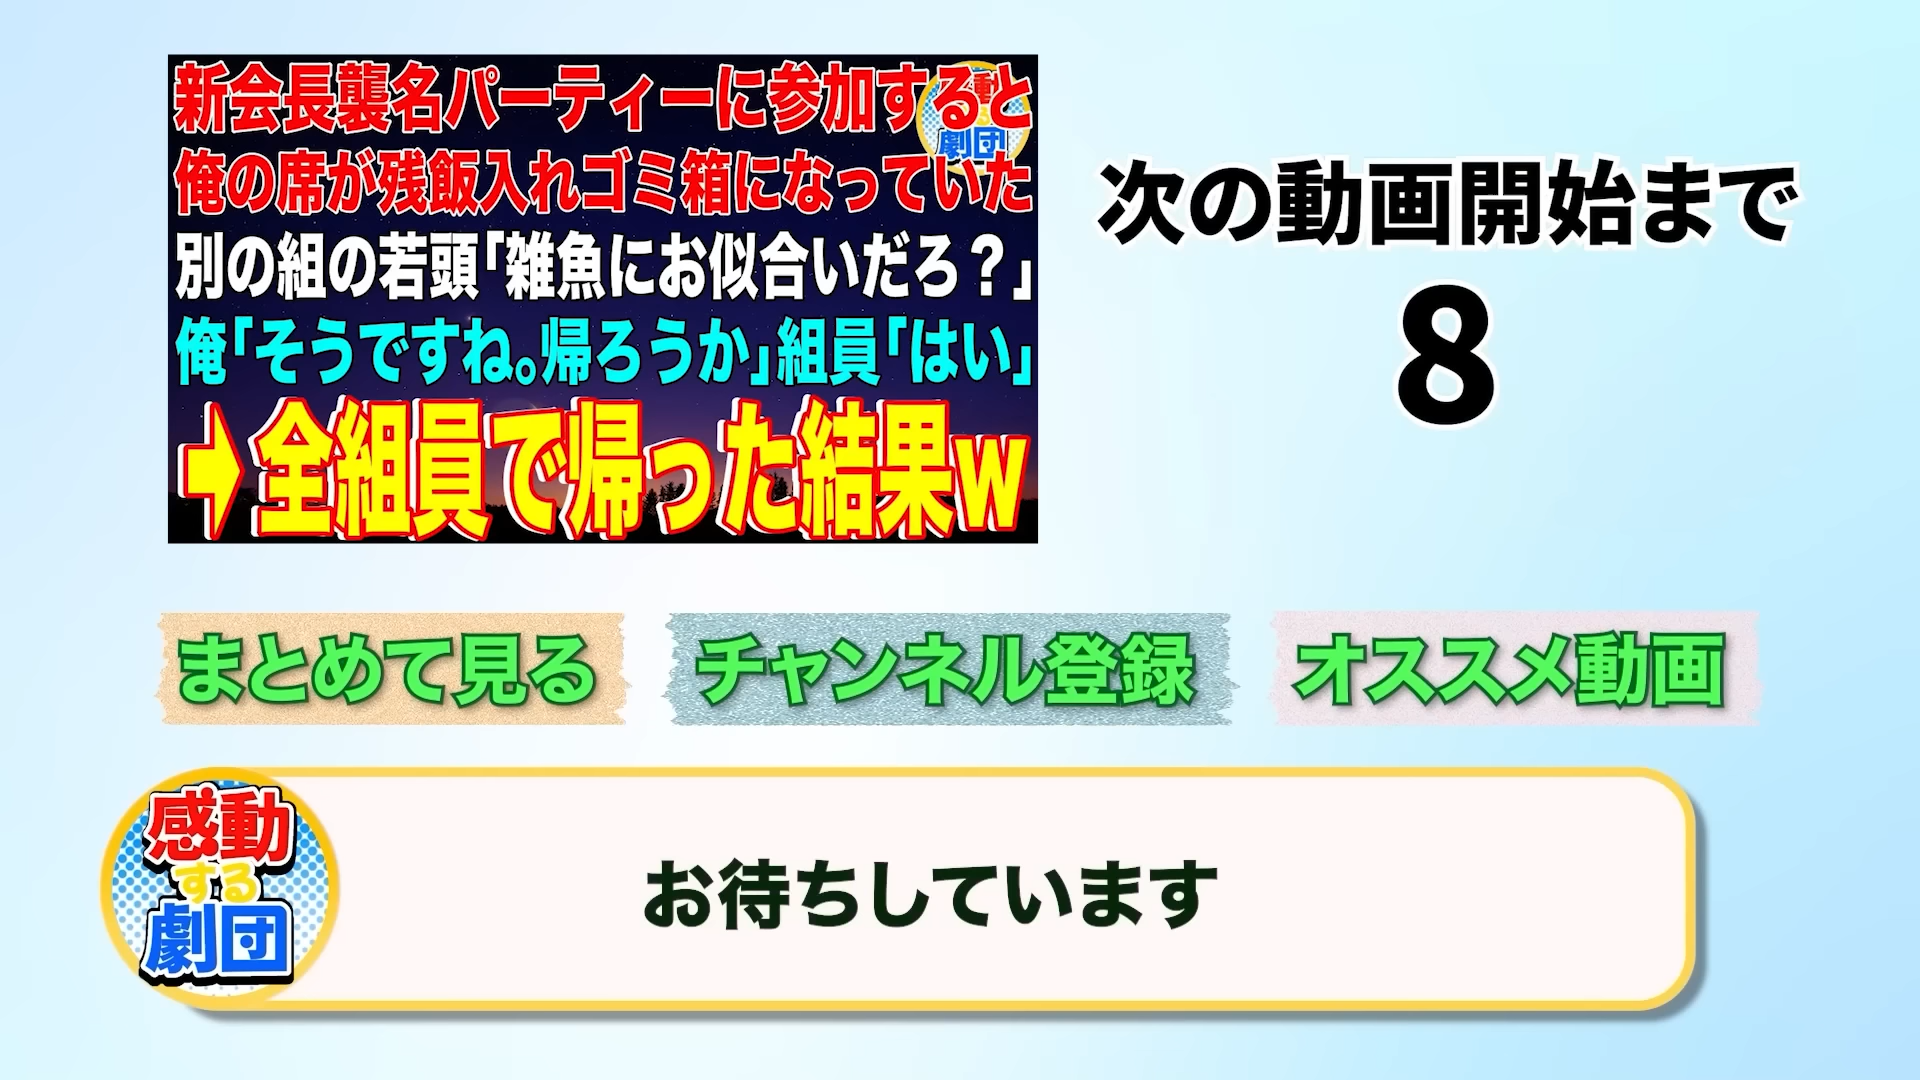 新会長襲名パーティーに参加すると
俺の席が残飯入れゴミ箱になっていた
別の組の若頭「雑魚にお似合いだろ？」
俺「そうですね。帰ろうか」組員「はい」
➡全組員で帰った結果w
劇団
次の動画開始まで
8
まとめて見る
チャンネル登録
オススメ動画
感動
する
劇団
お待ちしています